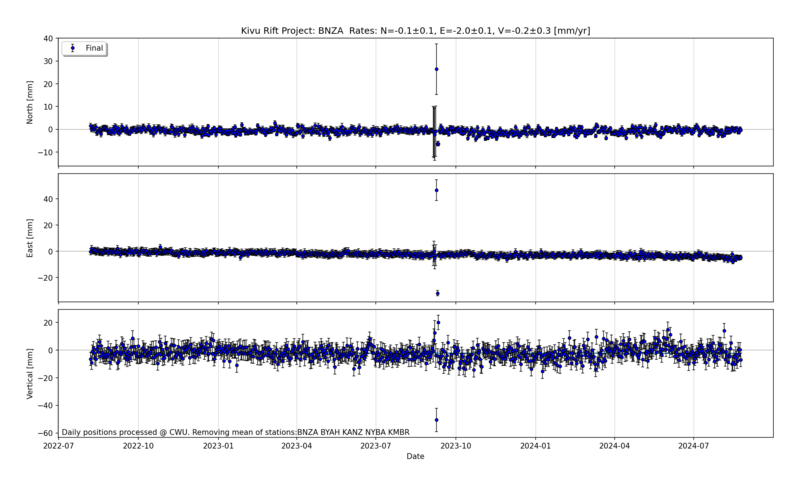 Kivu Rift Project: BNZA Rates: N=-0.1±0.1, E=-2.0±0.1, V=-0.2±0.3 [mm/yr]
Final
40
30
20
10
0
−10
North [mm]
40
20
0
−20
East [mm]
20
0
−20
−40
−60
Vertical [mm]
Daily positions processed @ CWU. Removing mean of stations:BNZA BYAH KANZ NYBA KMBR
2022-07 2022-10 2023-01 2023-04 2023-07 2023-10 2024-01 2024-04 2024-07
Date